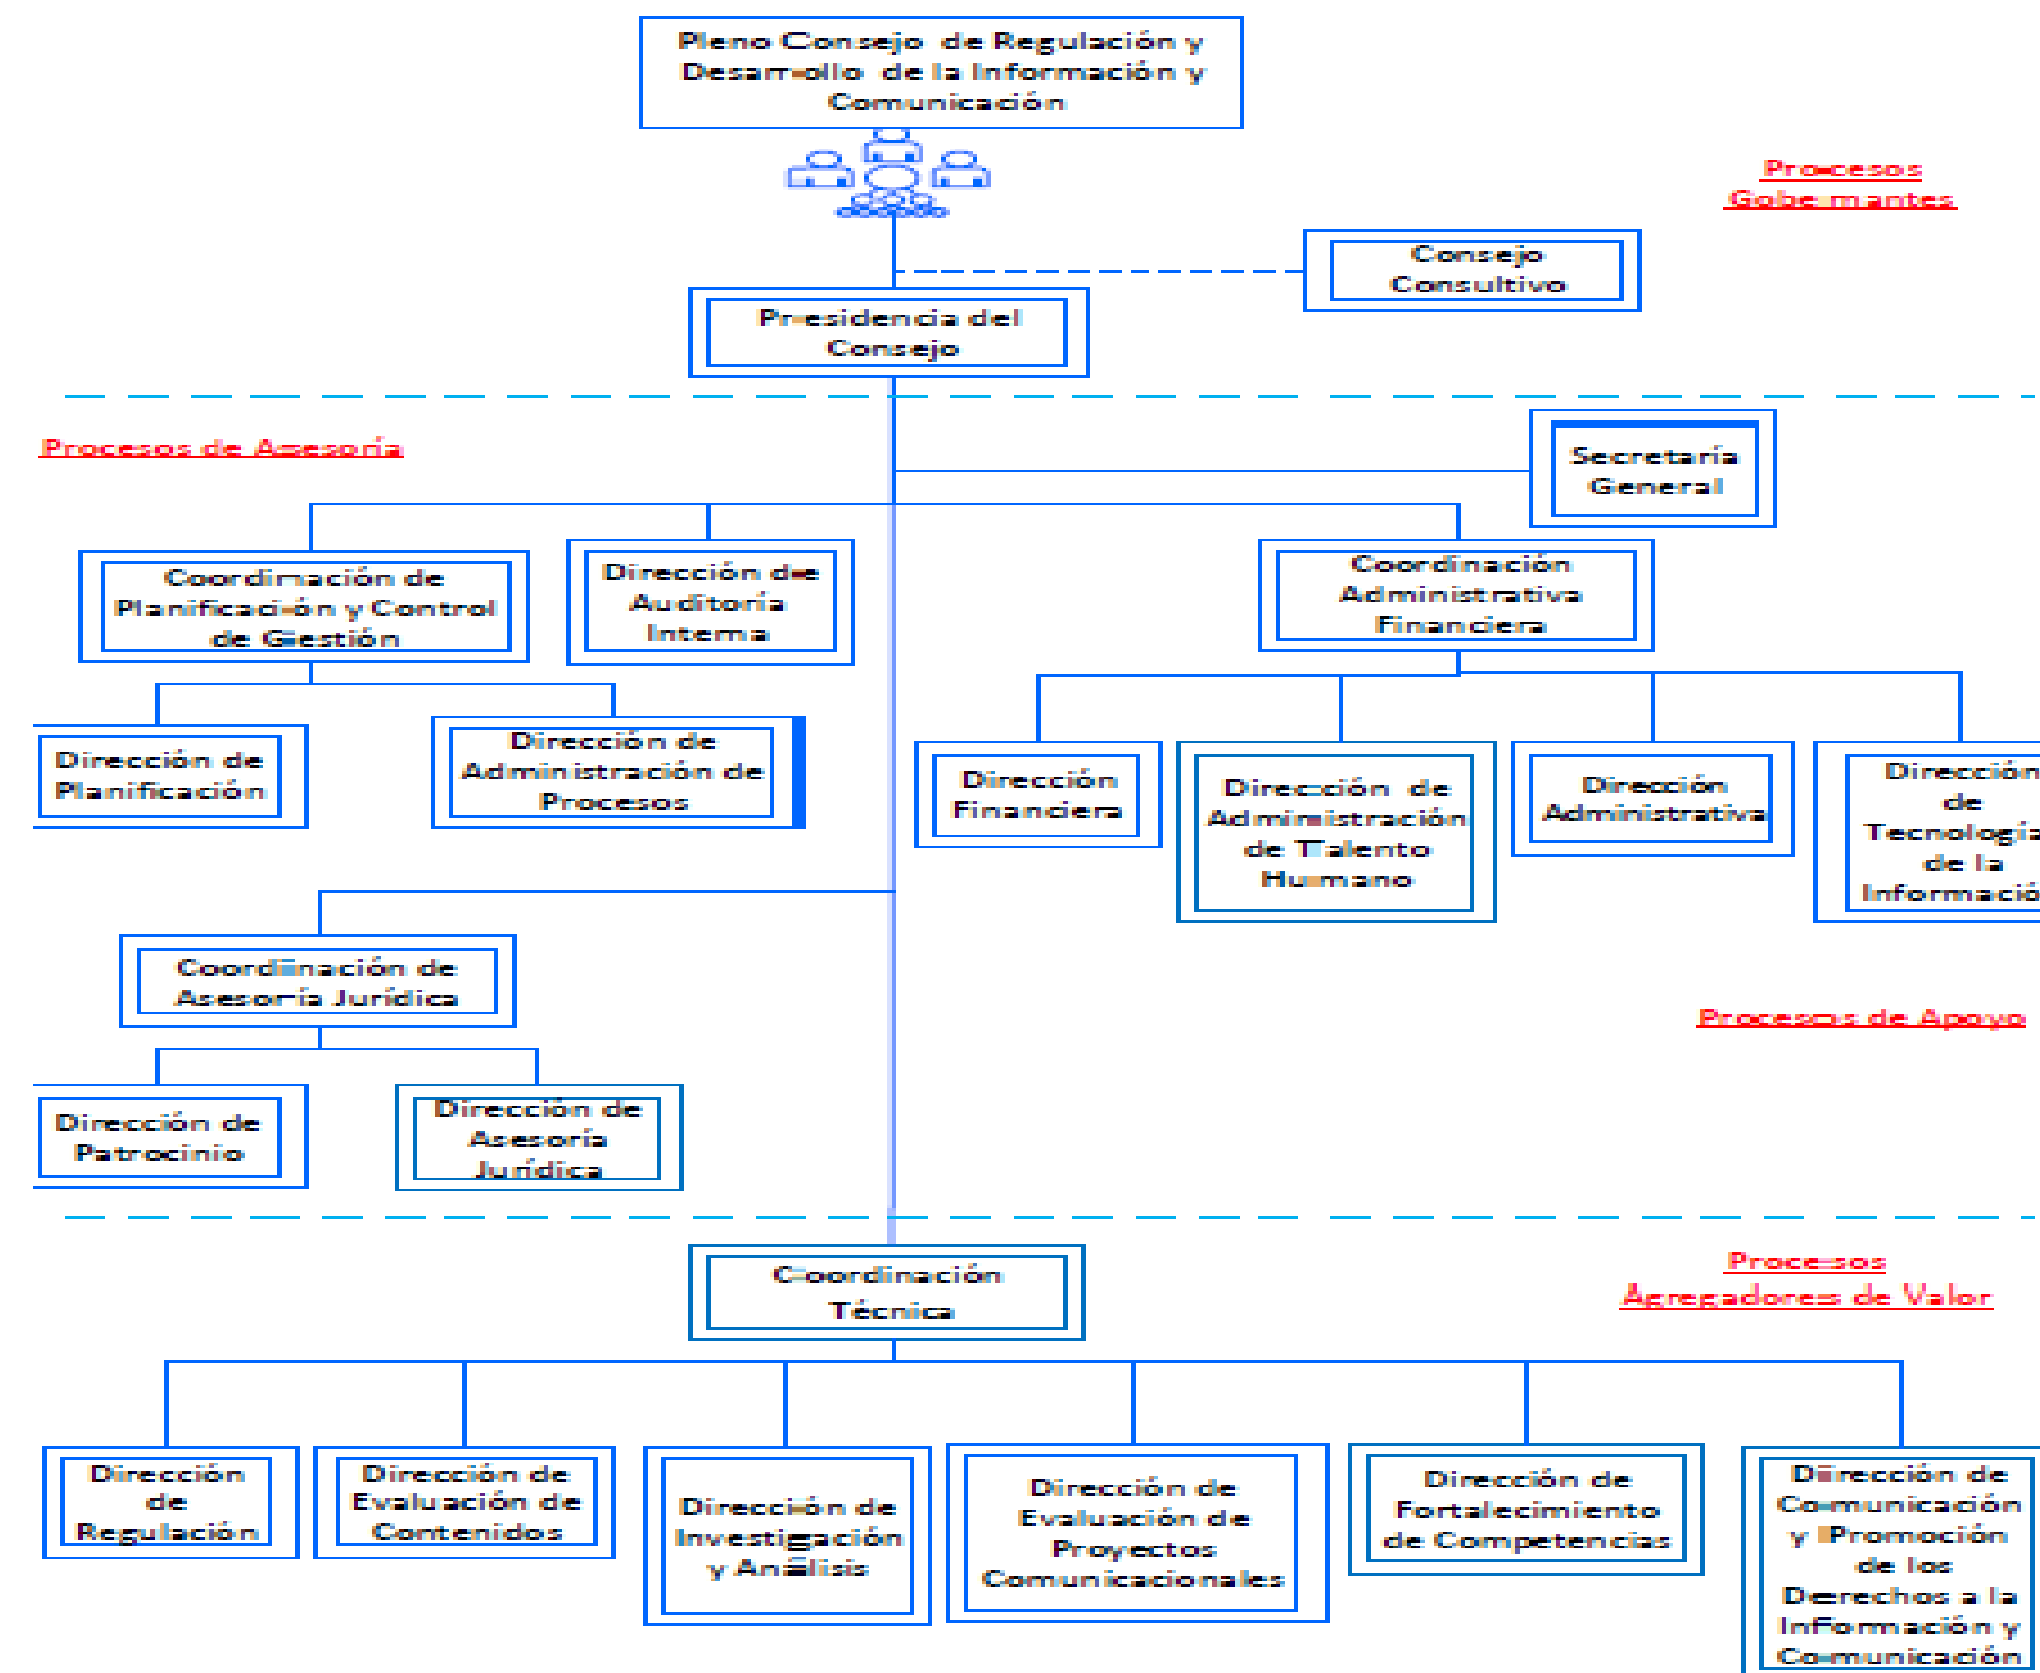 Pleno Consejo de Regulación y
Desarrollo de la Información y
Comunicación
Procesos
Gobernantes
Consejo
Consultivo
Presidencia del
Consejo
Procesos de Asesoría
Secretaría
General
Coordinación de
Planificación y Control
de Gestión
Dirección de
Auditoría
Interna
Coordinación
Administrativa
Financiera
Dirección de
Planificación
Dirección de
Administración de
Procesos
Dirección
Financiera
Dirección de
Administración
de Talento
Humano
Dirección
Administrativa
Dirección
de
Tecnología
de la
Informació
Coordinación de
Asesoría Jurídica
Procesos de Apoyo
Dirección de
Patrocinio
Dirección de
Asesoría
Jurídica
Coordinación
Técnica
Procesos
Agregadores de Valor
Dirección
de
Regulación
Dirección de
Evaluación de
Contenidos
Dirección de
Investigación
y Análisis
Dirección de
Evaluación de
Proyectos
Comunicacionales
Dirección de
Fortalecimiento
de Competencias
Dirección de
Comunicación
y Promoción
de los
Derechos a la
Información y
Comunicación